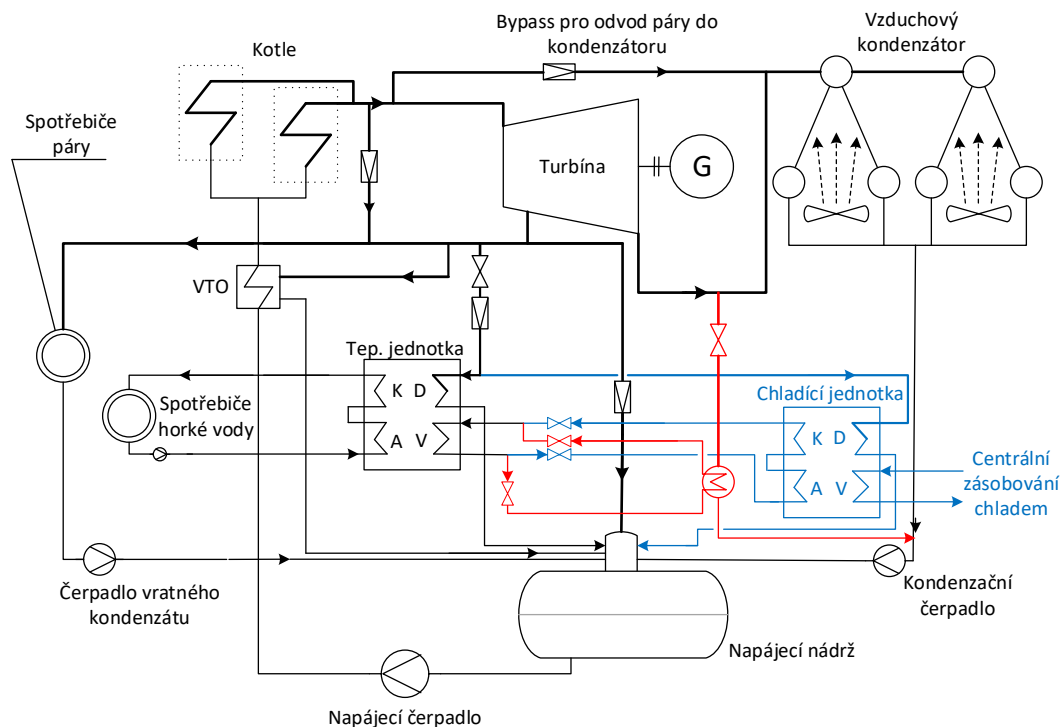 Bypass pro odvod páry do
kondenzátoru
Vzduchový
kondenzátor
Kotle
Spotřebiče
páry
Turbína
G
VTO
Tep. jednotka
K D
A V
Spotřebiče
horké vody
Chladící jednotka
K D
A V
Centrální
zásobování
chladem
Čerpadlo vratného
kondenzátu
Kondenzační
čerpadlo
Napájecí nádrž
Napájecí čerpadlo